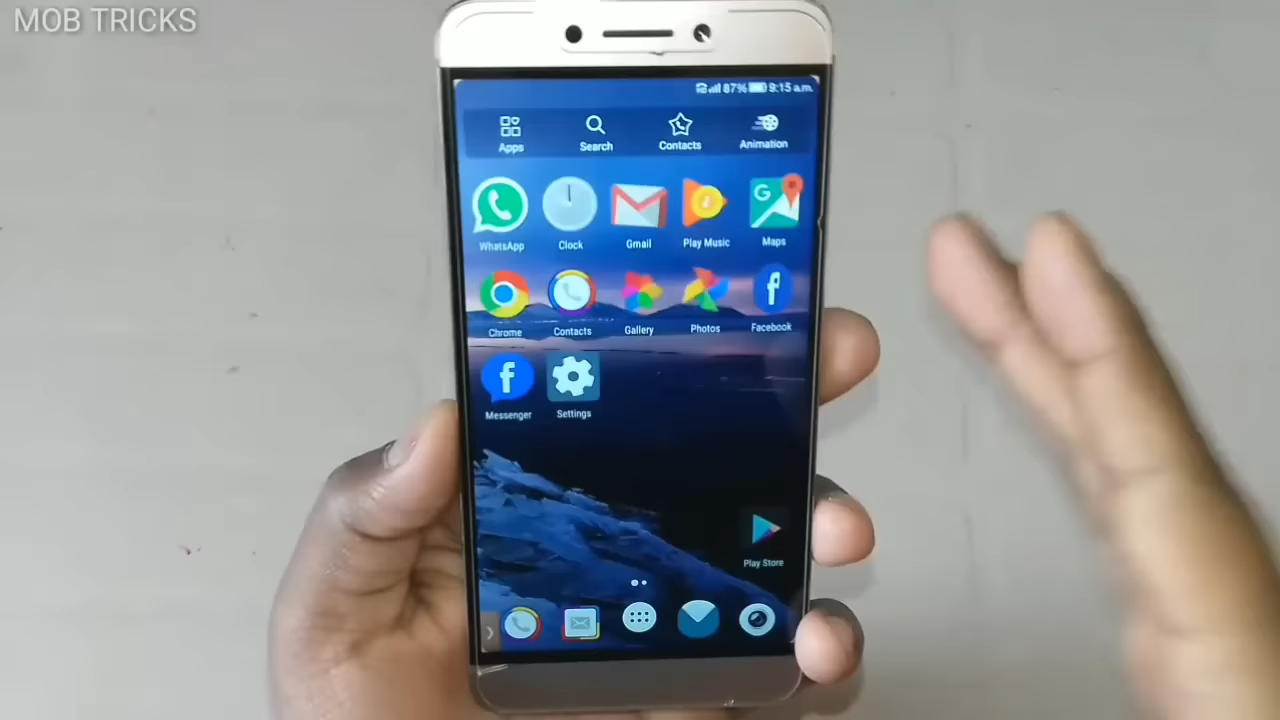 MOB TRICKS
87% 9:15 a.m.
Apps Search Contacts Animation
G
WhatsApp Clock Gmail Play Music Maps
f
Chrome Contacts Gallery Photos Facebook
f
Messenger Settings
Play Store